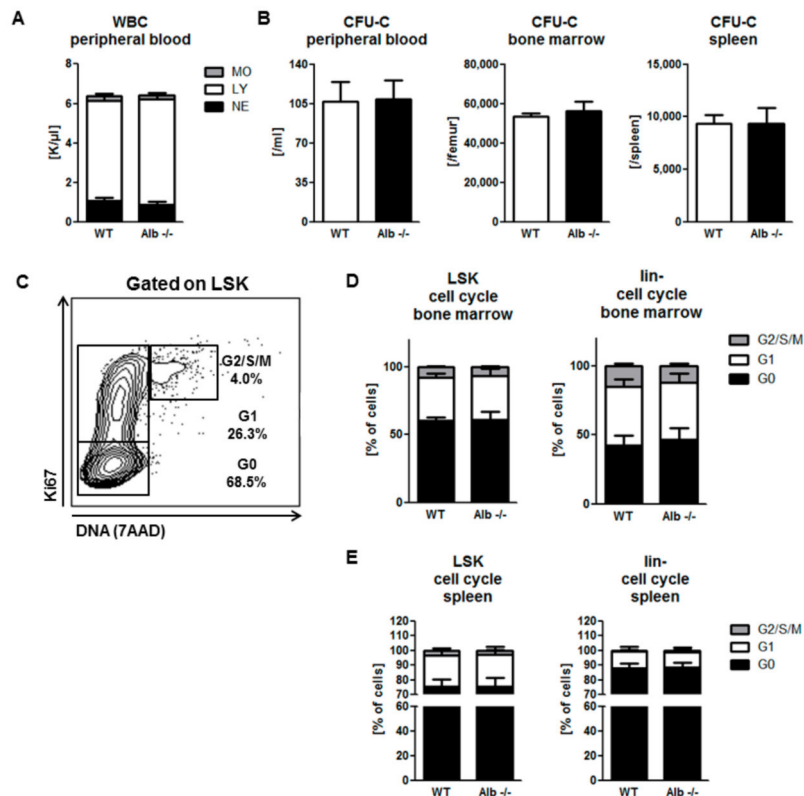 A
WBC
peripheral blood
[K/µl]
8
6
4
2
0
WT
Alb -/-
MO
LY
NE
B
CFU-C
peripheral blood
[/ml]
140
105
70
35
0
WT
Alb -/-
CFU-C
bone marrow
[/femur]
80,000
60,000
40,000
20,000
0
WT
Alb -/-
CFU-C
spleen
[/spleen]
15,000
10,000
5,000
0
WT
Alb -/-
C
Gated on LSK
Ki67
DNA (7AAD)
G2/S/M
4.0%
G1
26.3%
G0
68.5%
D
LSK
cell cycle
bone marrow
[% of cells]
100
50
0
WT
Alb -/-
lin-
cell cycle
bone marrow
[% of cells]
100
50
0
WT
Alb -/-
G2/S/M
G1
G0
E
LSK
cell cycle
spleen
[% of cells]
120
110
100
90
80
70
60
40
20
0
WT
Alb -/-
lin-
cell cycle
spleen
[% of cells]
120
110
100
90
80
70
60
40
20
0
WT
Alb -/-
G2/S/M
G1
G0